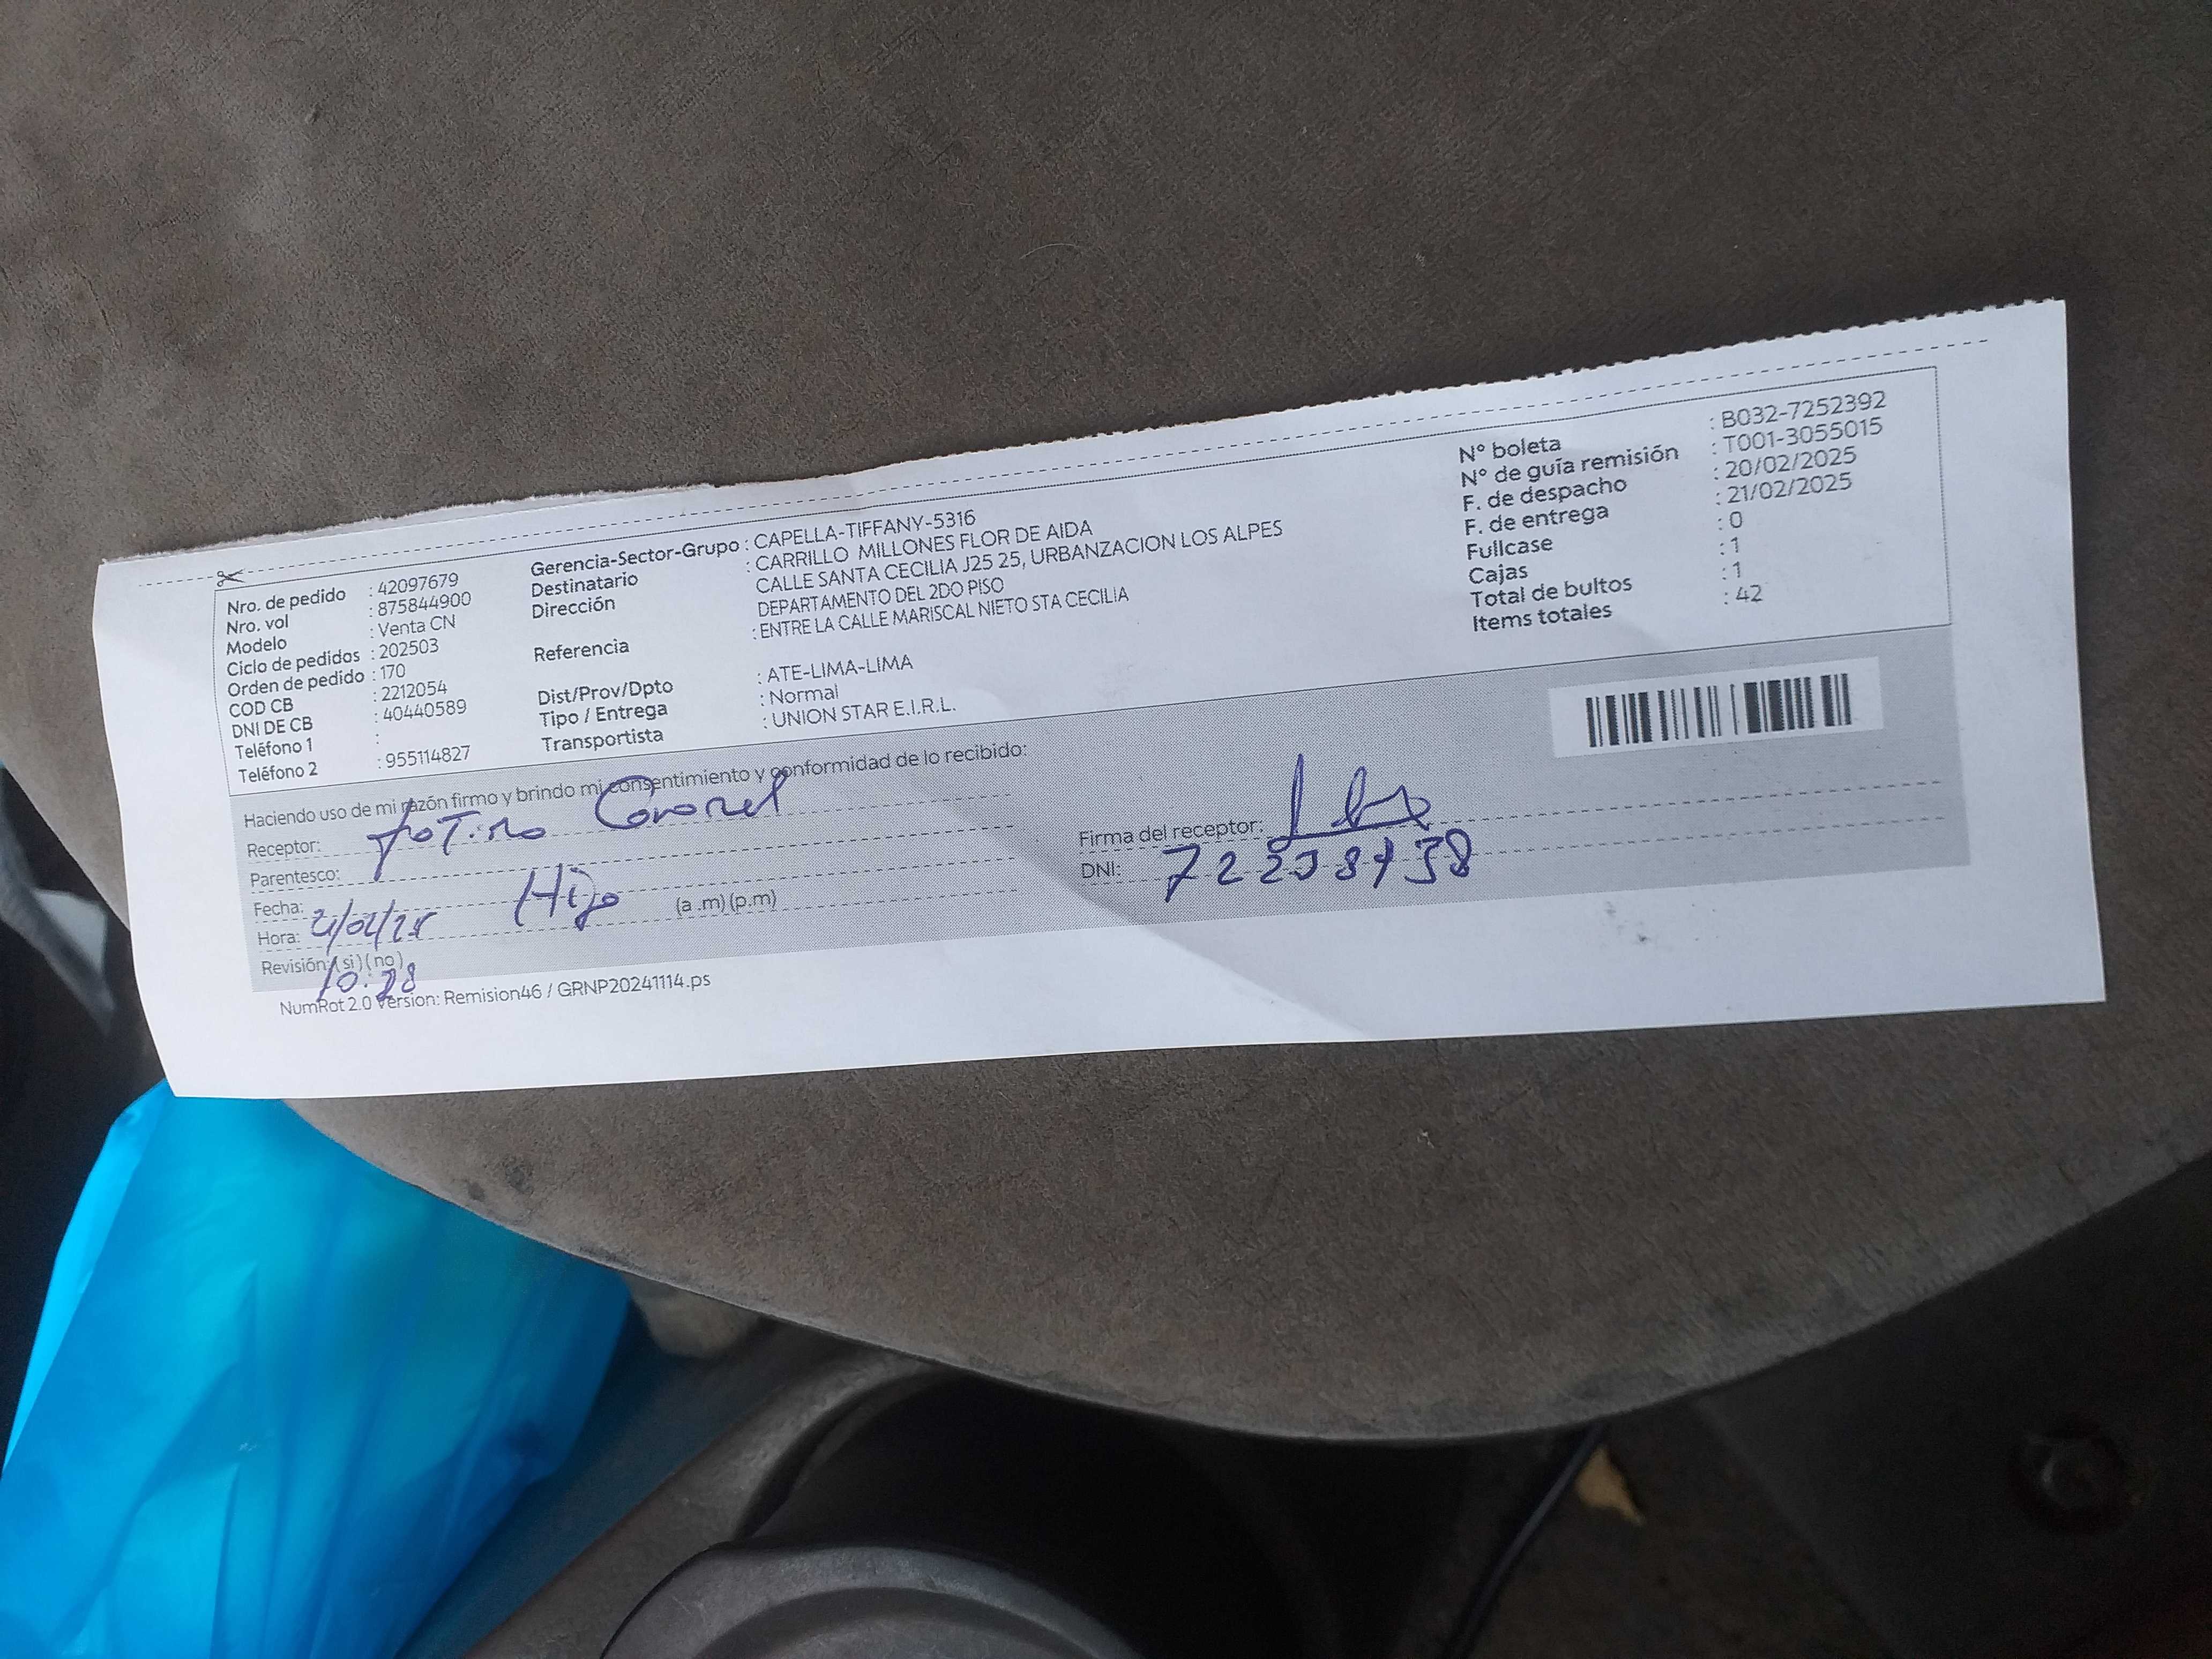 Nro. de pedido : 42097679
Nro. vol : 875844900
Modelo : Venta CN
Ciclo de pedidos : 202503
Orden de pedido : 170
COD CB : 2212054
DNI DE CB : 40440589
Teléfono 1 :
Teléfono 2 : 955114827
Gerencia-Sector-Grupo : CAPELLA-TIFFANY-5316
Destinatario : CARRILLO MILLONES FLOR DE AIDA
Dirección CALLE SANTA CECILIA J25 25, URBANZACION LOS ALPES
DEPARTAMENTO DEL 2DO PISO
Referencia : ENTRE LA CALLE MARISCAL NIETO STA CECILIA
Dist/Prov/Dpto : ATE-LIMA-LIMA
Tipo / Entrega : Normal
Transportista : UNION STAR E.I.R.L.
N° boleta : B032-7252392
N° de guía remisión : T001-3055015
F. de despacho : 20/02/2025
F. de entrega : 21/02/2025
Fullcase : 0
Cajas : 1
Total de bultos : 1
Items totales : 42
Haciendo uso de mi razón firmo y brindo mi consentimiento y conformidad de lo recibido:
Receptor: Coronel
Parentesco: Hijo
Fecha: 21/02/25
Hora: (a .m) (p.m)
Revisión: (si) (no)
Firma del receptor:
DNI:
NumRot 2.0 Version: Remision46 / GRNP20241114.ps